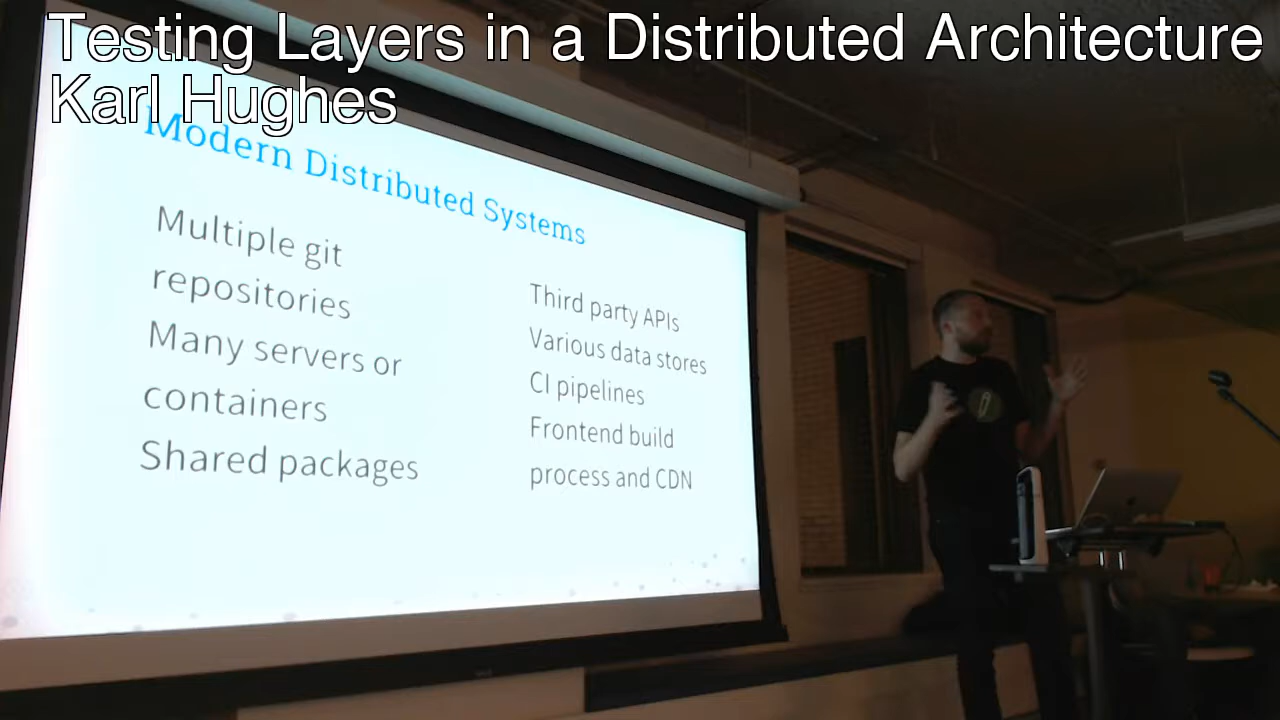 Testing Layers in a Distributed Architecture
Karl Hughes
Modern Distributed Systems
Multiple git
repositories
Many servers or
containers
Shared packages
Third party APIs
Various data stores
CI pipelines
Frontend build
process and CDN